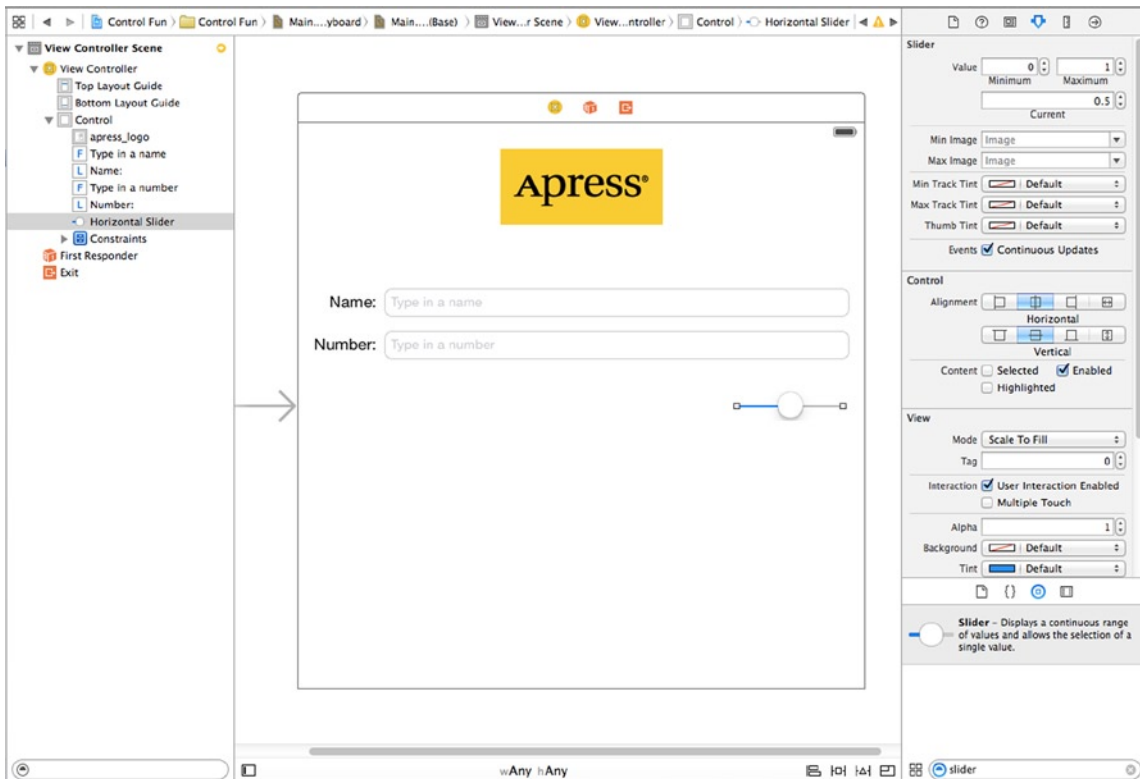 Control Fun
Control Fun
Main....yboard
Main....(Base)
View...r Scene
View...ntroller
Control
Horizontal Slider
View Controller Scene
View Controller
Top Layout Guide
Bottom Layout Guide
Control
apress_logo
F Type in a name
L Name:
F Type in a number
L Number:
Horizontal Slider
Constraints
First Responder
Exit
Apress®
Name: Type in a name
Number: Type in a number
wAny hAny
Slider
Value 0 1
Minimum Maximum
0.5
Current
Min Image Image
Max Image Image
Min Track Tint Default
Max Track Tint Default
Thumb Tint Default
Events Continuous Updates
Control
Alignment
Horizontal
Vertical
Content Selected Enabled
Highlighted
View
Mode Scale To Fill
Tag 0
Interaction User Interaction Enabled
Multiple Touch
Alpha 1
Background Default
Tint Default
{}
Slider – Displays a continuous range
of values and allows the selection of a
single value.
slider